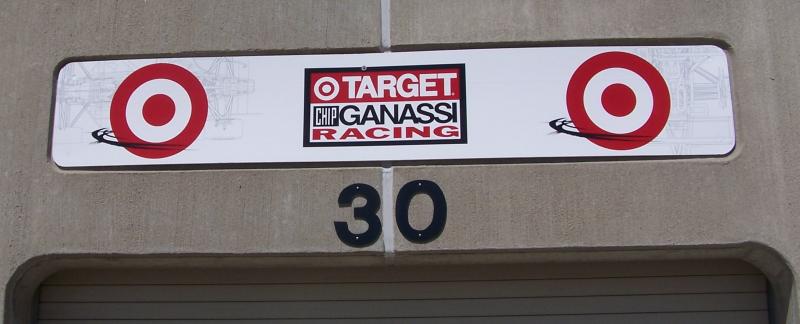 TARGET
CHIP GANASSI
RACING
30